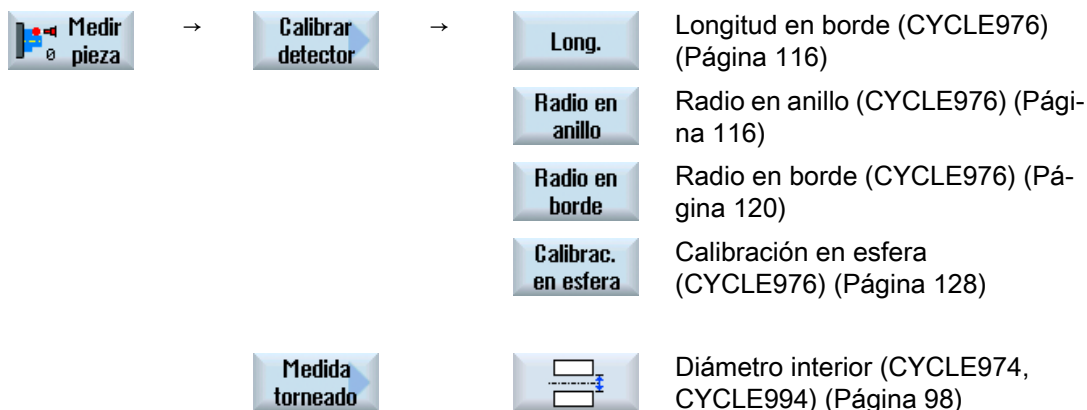 Medir
0 pieza
→
Calibrar
detector
→
Long.
Longitud en borde (CYCLE976)
(Página 116)
Radio en
anillo
Radio en anillo (CYCLE976) (Pági-
na 116)
Radio en
borde
Radio en borde (CYCLE976) (Pá-
gina 120)
Calibrac.
en esfera
Calibración en esfera
(CYCLE976) (Página 128)
Medida
torneado
Diámetro interior (CYCLE974,
CYCLE994) (Página 98)